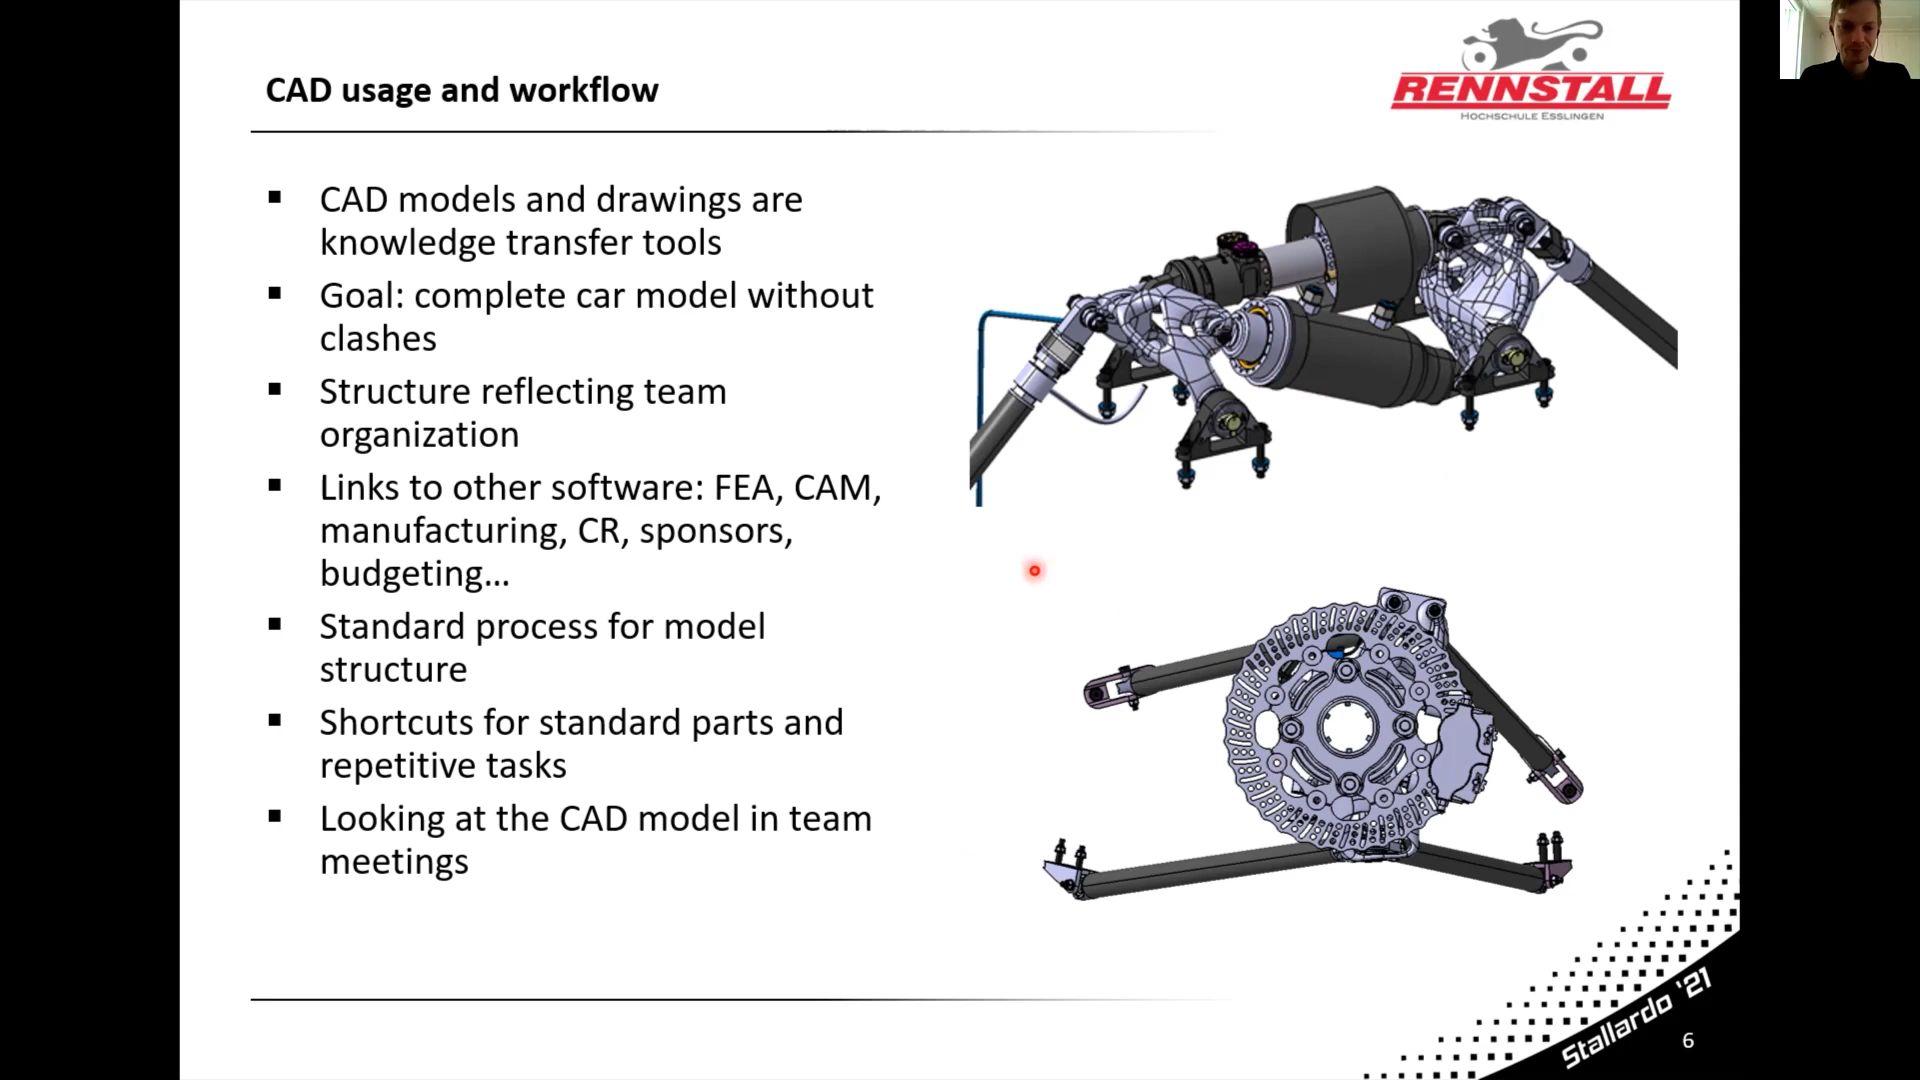 CAD usage and workflow
RENNSTALL
HOCHSCHULE ESSLINGEN
CAD models and drawings are
knowledge transfer tools
Goal: complete car model without
clashes
Structure reflecting team
organization
Links to other software: FEA, CAM,
manufacturing, CR, sponsors,
budgeting...
Standard process for model
structure
Shortcuts for standard parts and
repetitive tasks
Looking at the CAD model in team
meetings
Stallardo '21
6